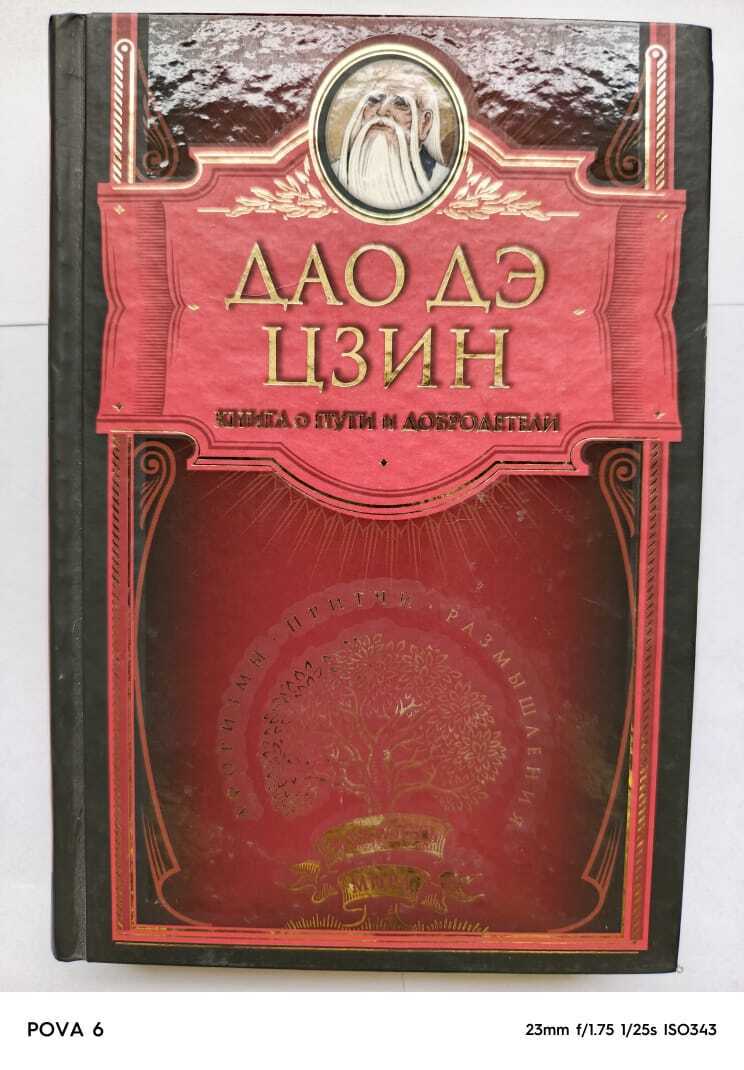 ДАО ДЭ
ЦЗИН
КНИГА О ПУТИ И ДОБРОДЕТЕЛИ
АФОРИЗМЫ · ПРИТЧИ · РАЗМЫШЛЕНИЯ
POVA 6
23mm f/1.75 1/25s ISO343